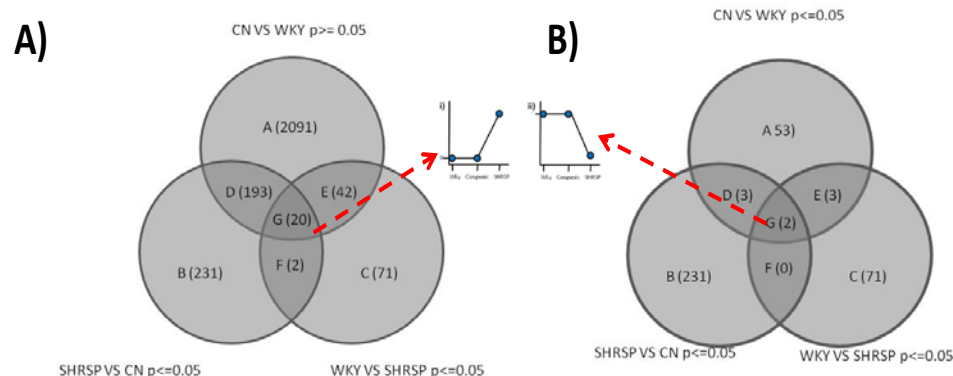 A)
CN VS WKY p>= 0.05
A (2091)
D (193)
E (42)
G (20)
F (2)
B (231)
C (71)
SHRSP VS CN p<=0.05
WKY VS SHRSP p<=0.05
i)
Wky Congenic SHRSP
ii)
Wky Congenic SHRSP
B)
CN VS WKY p<=0.05
A 53)
D (3)
E (3)
G (2)
F (0)
B (231)
C (71)
SHRSP VS CN p<=0.05
WKY VS SHRSP p<=0.05